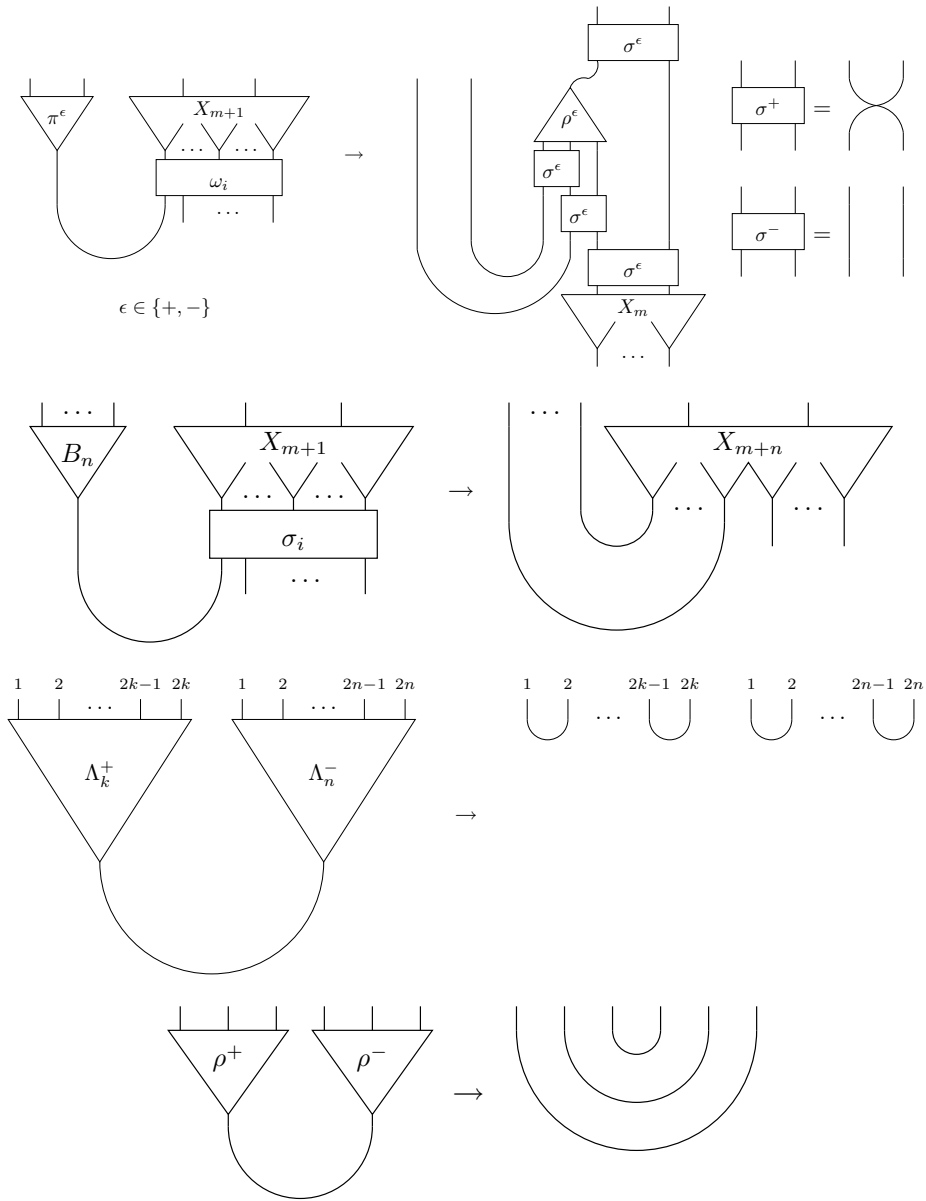 σ^ε
π^ε X_{m+1} ρ^ε σ^+ =
... ...
ω_i → σ^ε
... σ^ε σ^- =
σ^ε
ε ∈ {+, −} X_m
...
... ...
B_n X_{m+1} X_{m+n}
... ... → ... ...
σ_i
...
1 2 ... 2k−1 2k 1 2 ... 2n−1 2n 1 2 ... 2k−1 2k 1 2 ... 2n−1 2n
Λ_k^+ Λ_n^-
→
ρ^+ ρ^- →